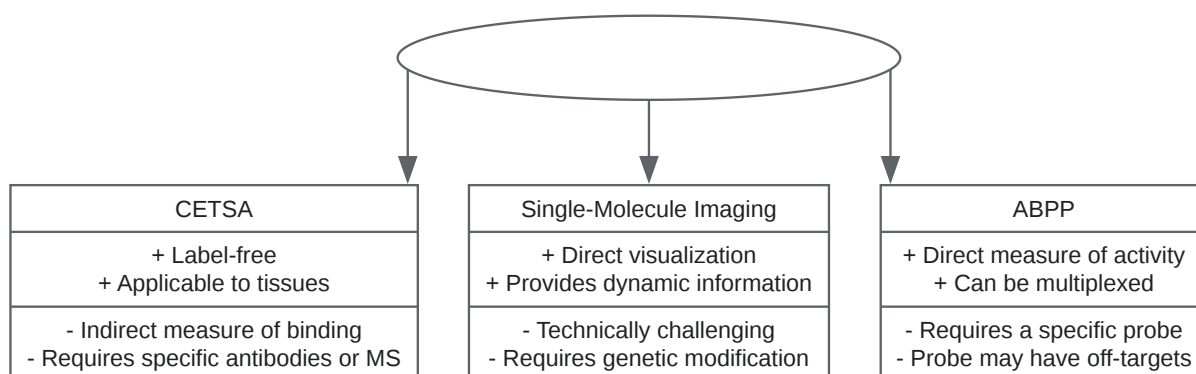 CETSA
+ Label-free
+ Applicable to tissues
- Indirect measure of binding
- Requires specific antibodies or MS
Single-Molecule Imaging
+ Direct visualization
+ Provides dynamic information
- Technically challenging
- Requires genetic modification
ABPP
+ Direct measure of activity
+ Can be multiplexed
- Requires a specific probe
- Probe may have off-targets